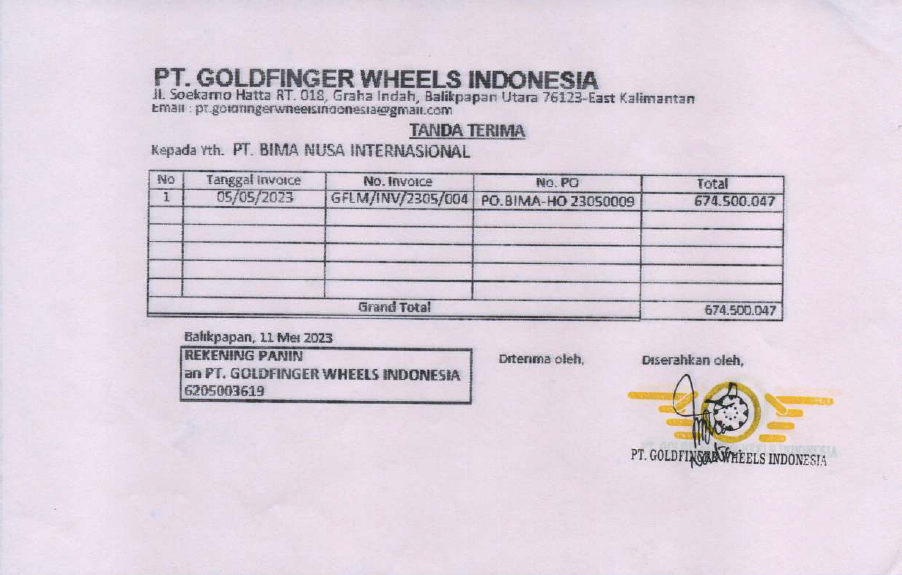 PT. GOLDFINGER WHEELS INDONESIA
Jl. Soekarno Hatta RT. 018, Graha Indah, Balikpapan Utara 76123-East Kalimantan
Email : pt.goldfingerwheelsindonesia@gmail.com
TANDA TERIMA
Kepada Yth. PT. BIMA NUSA INTERNASIONAL
No Tanggal Invoice No. Invoice No. PO Total
1 05/05/2023 GFLM/INV/2305/004 PO.BIMA-HO 23050009 674.500.047
Grand Total 674.500.047
Balikpapan, 11 Mei 2023
REKENING PANIN
an PT. GOLDFINGER WHEELS INDONESIA
6205003619
Diterima oleh, Diserahkan oleh,
PT. GOLDFINGER WHEELS INDONESIA